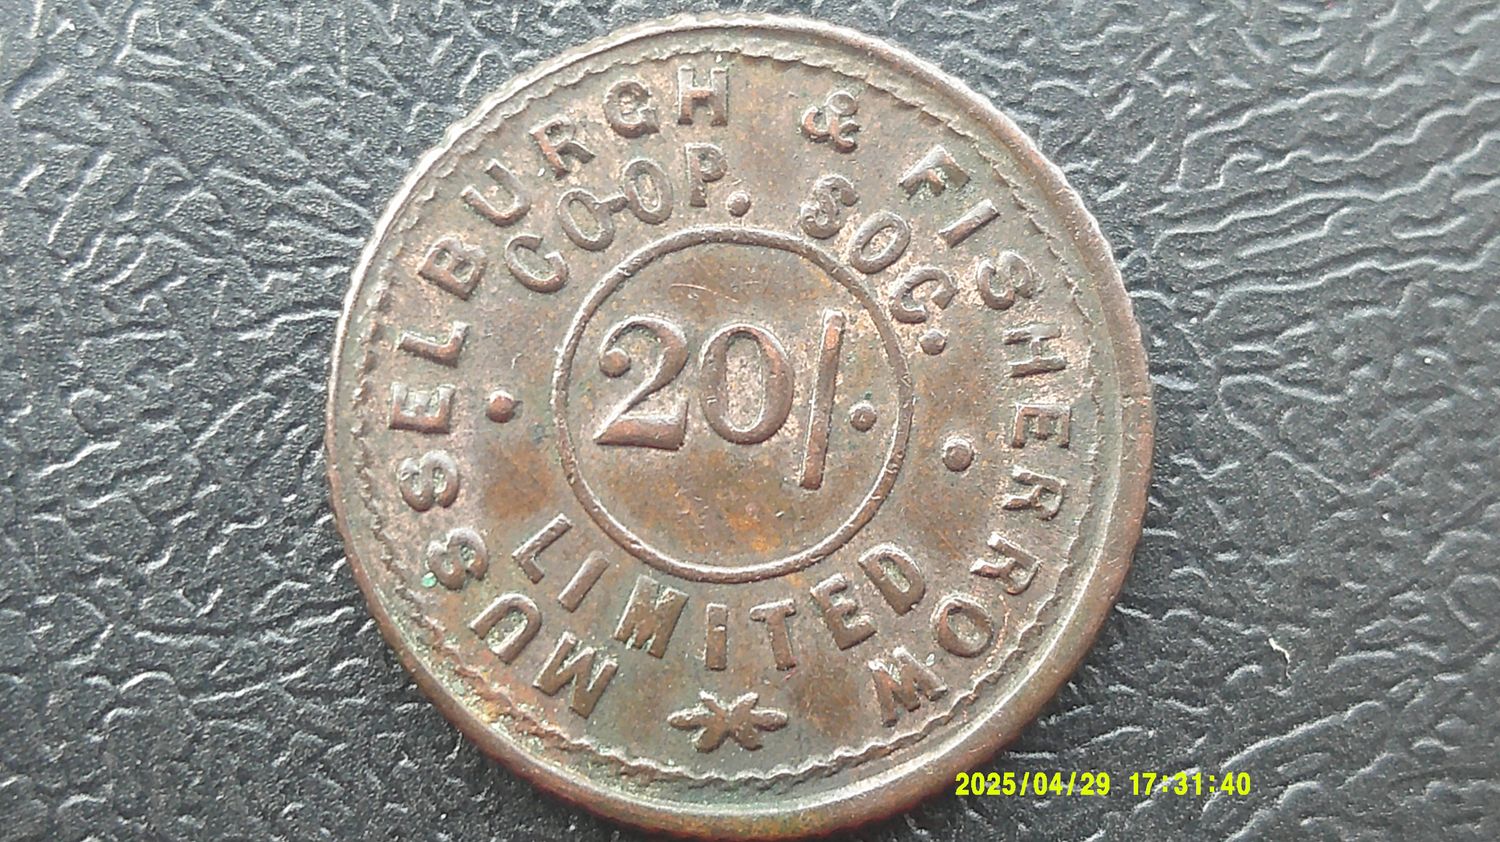 MUSSELBURGH & FISHERROW
CO-OP. SOC.
20/.
LIMITED
2025/04/29 17:31:40